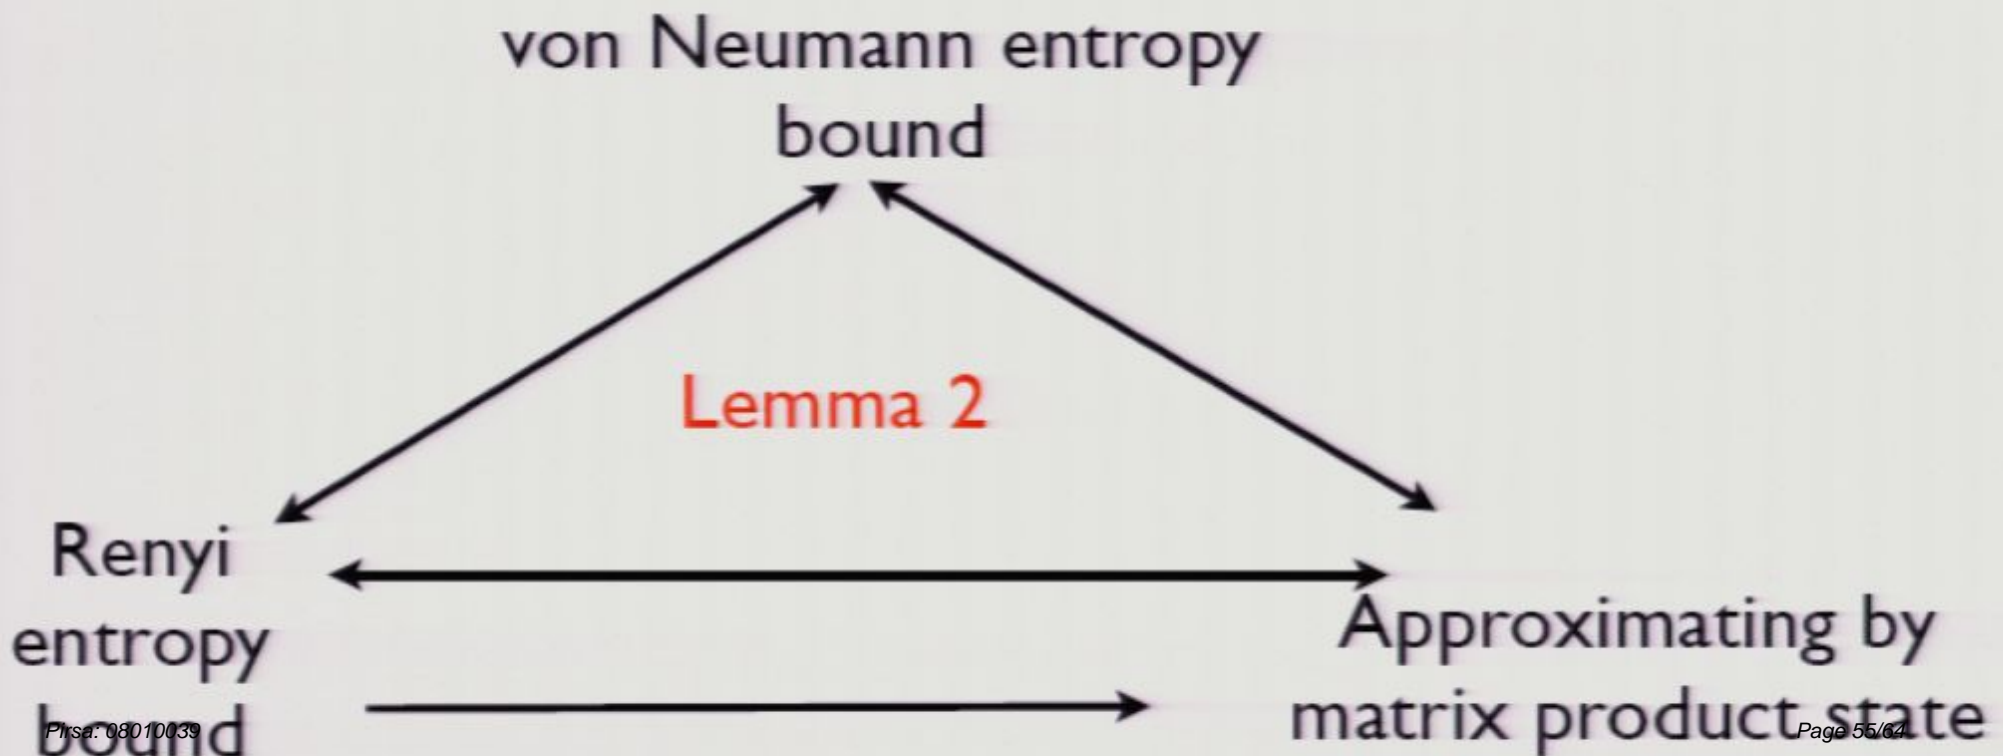 von Neumann entropy
bound
Lemma 2
Renyi
entropy
bound
Approximating by
matrix product state
Pirsa: 08010039
Page 55/64